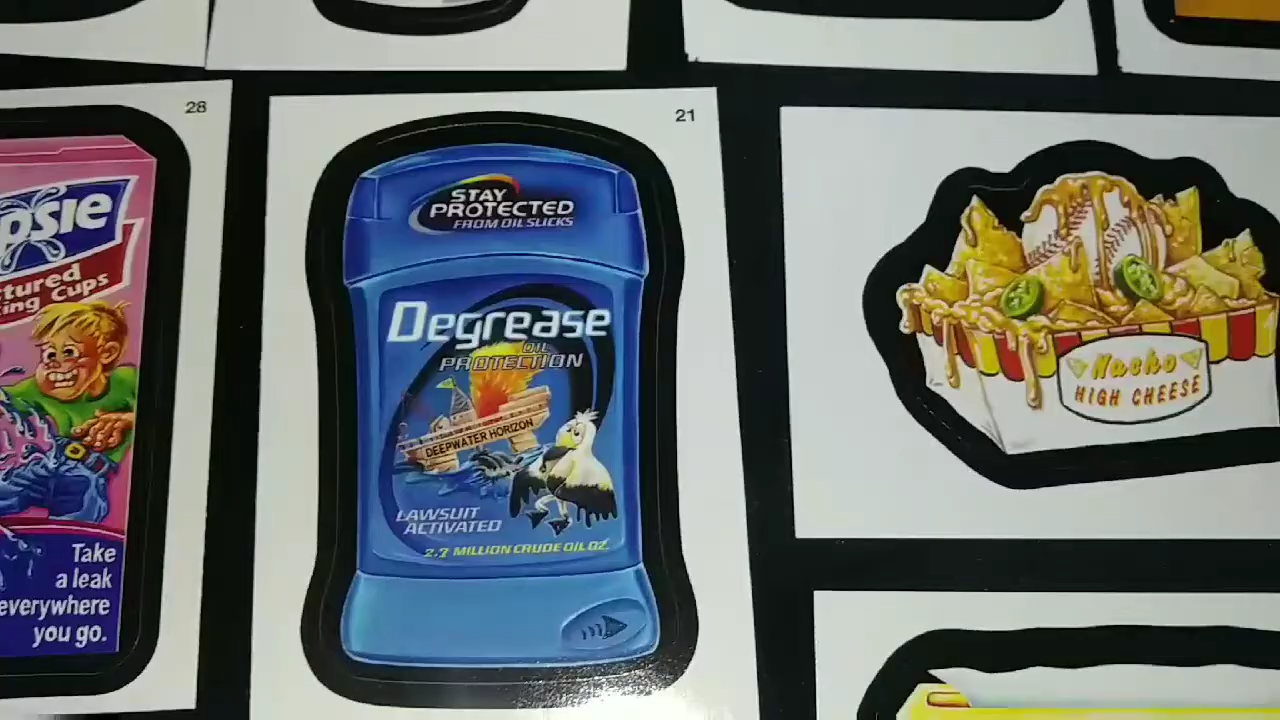 28
psie
ctured
ing Cups
Take
a leak
everywhere
you go.
21
STAY
PROTECTED
FROM OIL SLICKS
Degrease
OIL
PROTECTION
DEEPWATER HORIZON
LAWSUIT
ACTIVATED
2.7 MILLION CRUDE OIL OZ.
Nacho
HIGH CHEESE